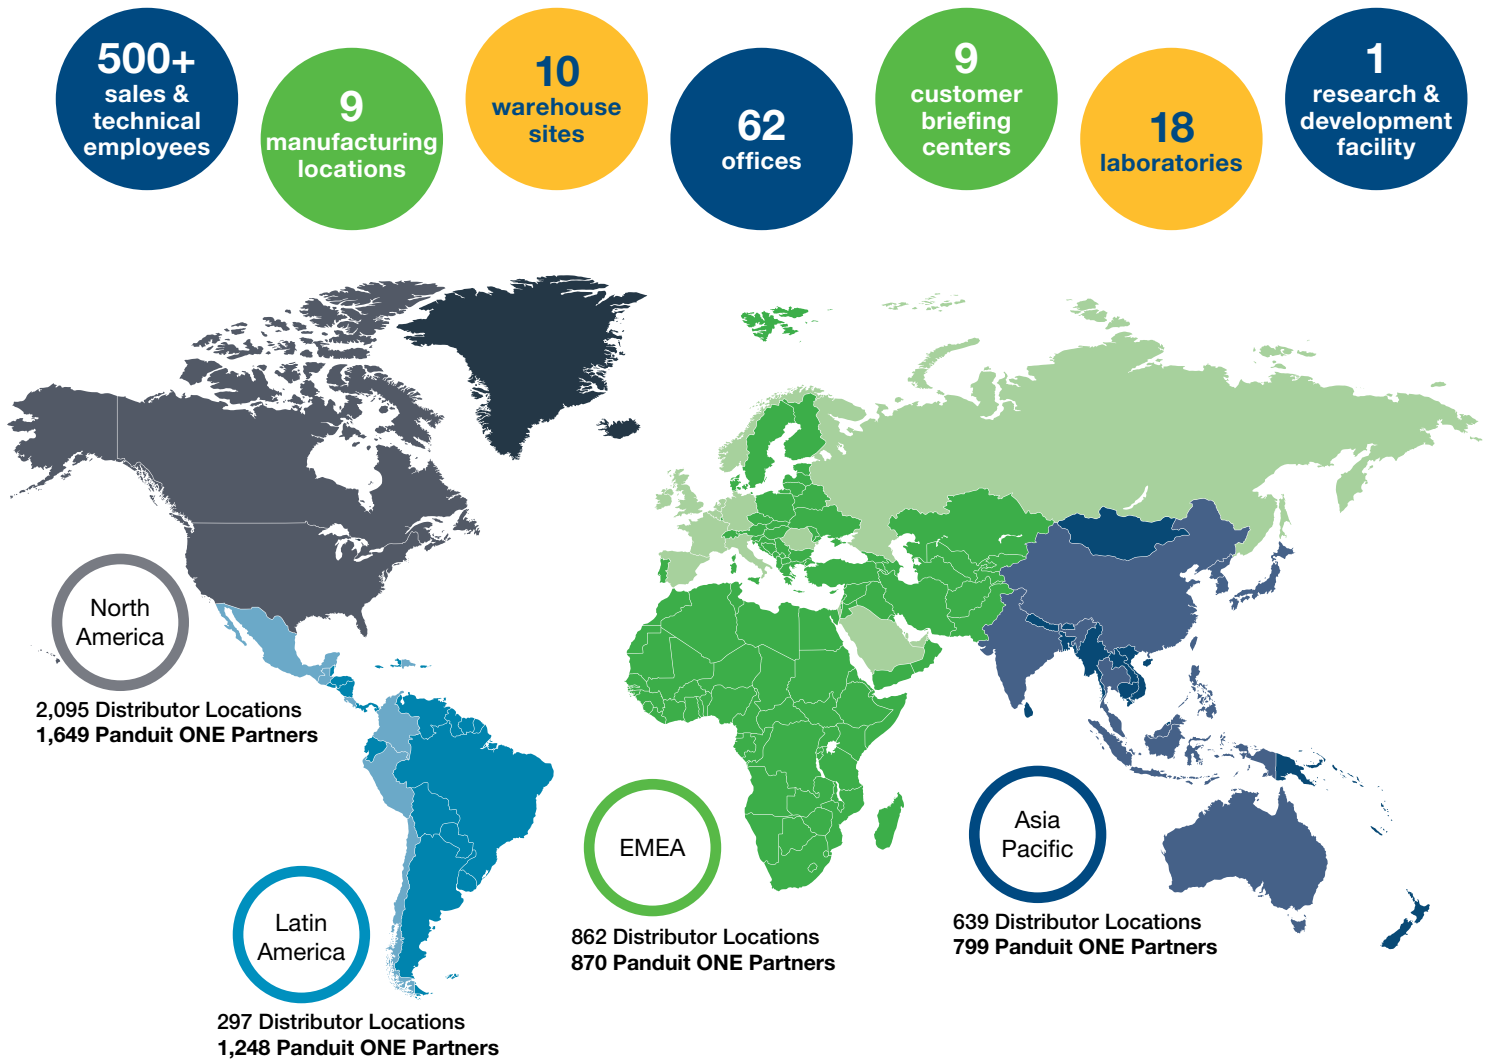 500+
sales &
technical
employees
9
manufacturing
locations
10
warehouse
sites
62
offices
9
customer
briefing
centers
18
laboratories
1
research &
development
facility
North
America
2,095 Distributor Locations
1,649 Panduit ONE Partners
Latin
America
297 Distributor Locations
1,248 Panduit ONE Partners
EMEA
862 Distributor Locations
870 Panduit ONE Partners
Asia
Pacific
639 Distributor Locations
799 Panduit ONE Partners